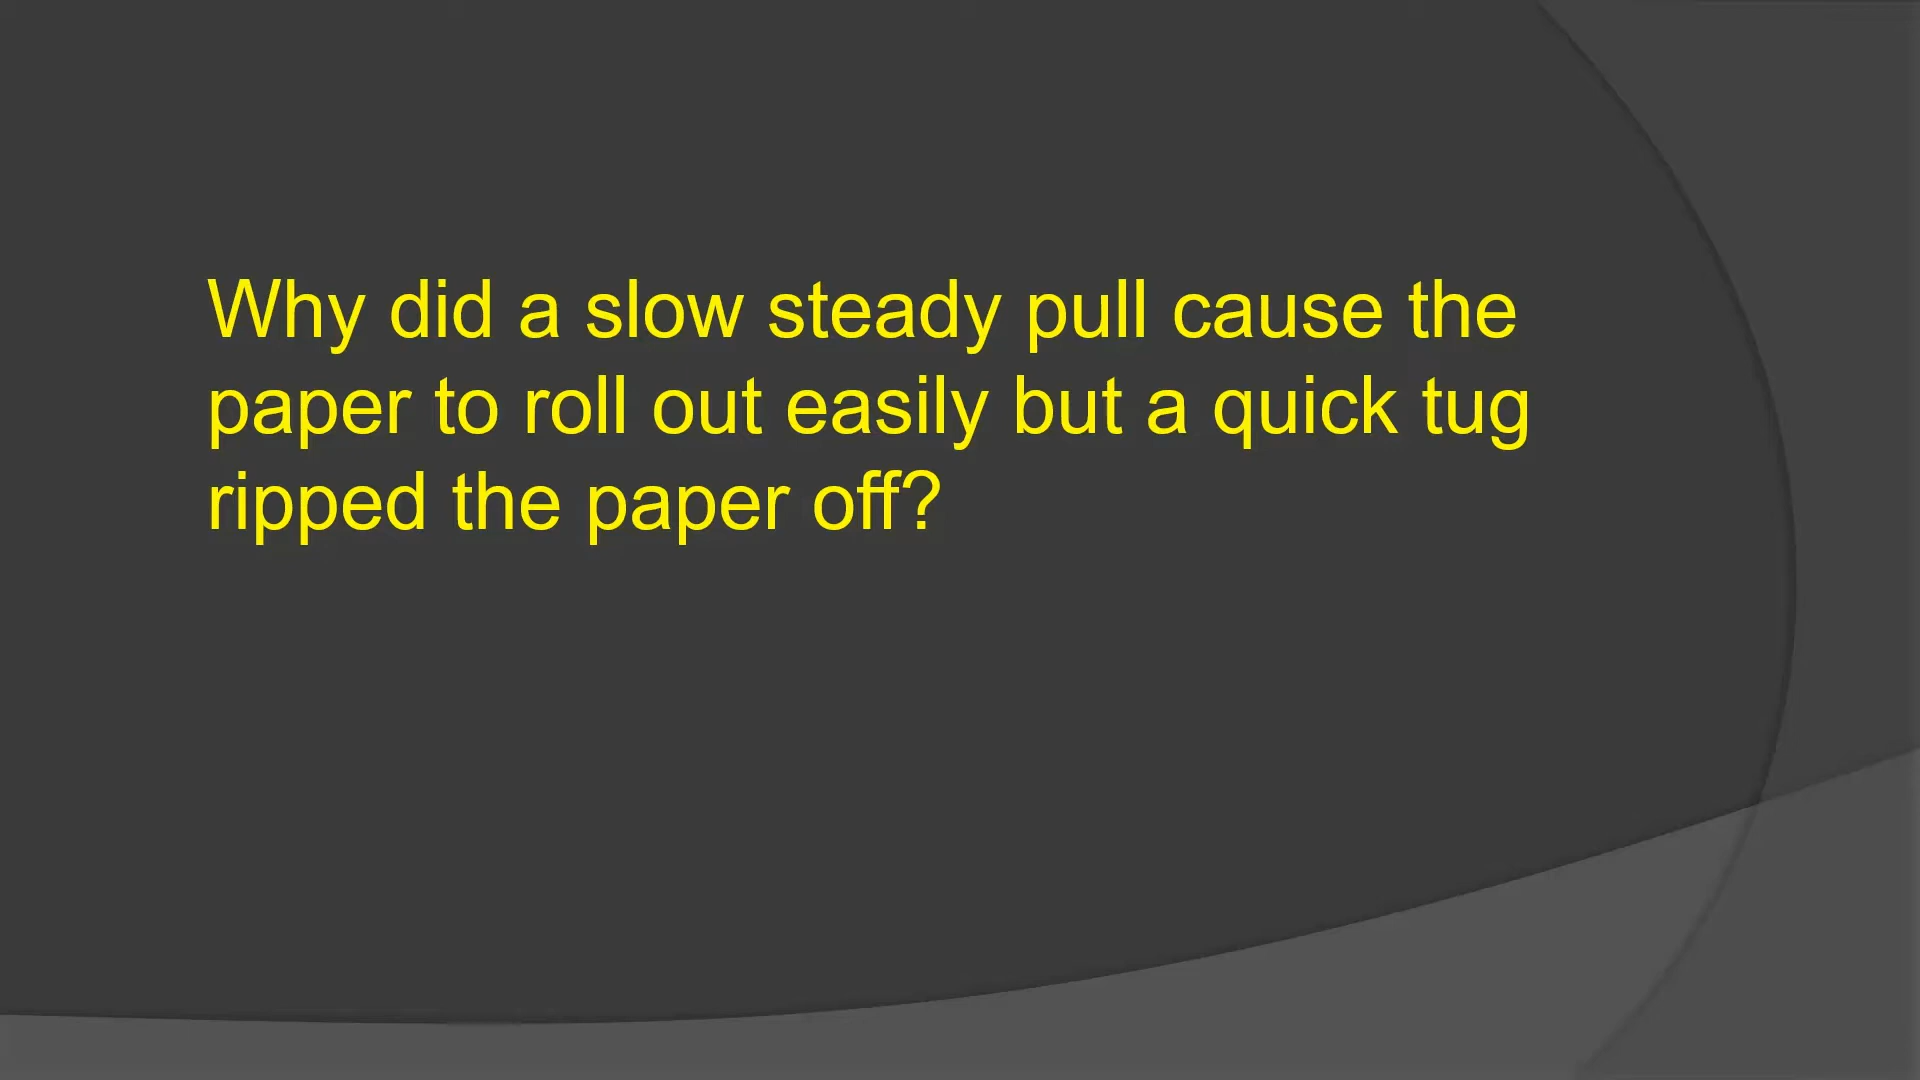 Why did a slow steady pull cause the
paper to roll out easily but a quick tug
ripped the paper off?